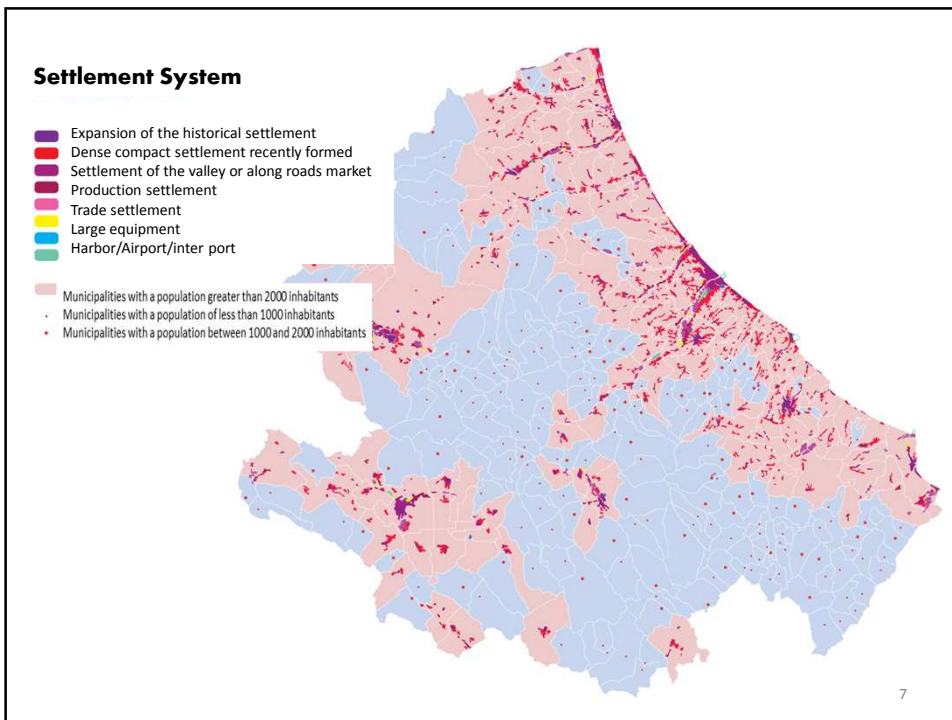 Settlement System
Expansion of the historical settlement
Dense compact settlement recently formed
Settlement of the valley or along roads market
Production settlement
Trade settlement
Large equipment
Harbor/Airport/inter port
Municipalities with a population greater than 2000 inhabitants
Municipalities with a population of less than 1000 inhabitants
Municipalities with a population between 1000 and 2000 inhabitants
7